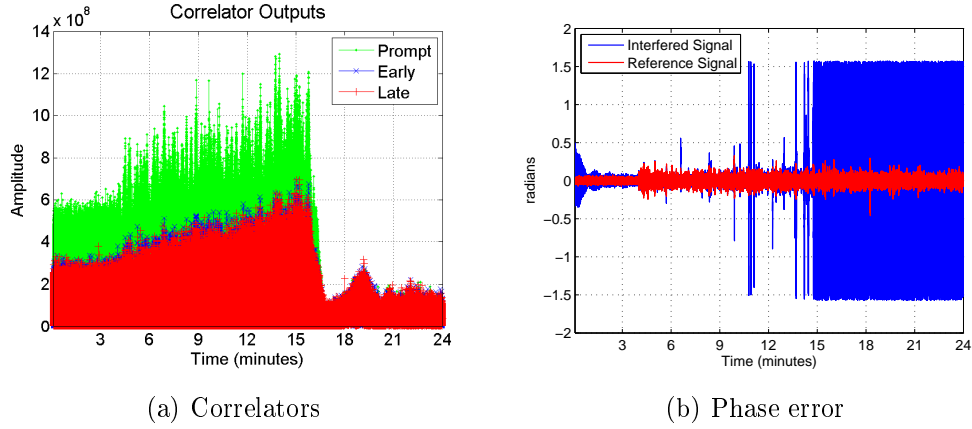 Correlator Outputs
14 x 10^8
12
10
8
6
4
2
0
Amplitude
Prompt
Early
Late
3 6 9 12 15 18 21 24
Time (minutes)
(a) Correlators
2
1.5
1
0.5
0
−0.5
−1
−1.5
−2
radians
Interfered Signal
Reference Signal
3 6 9 12 15 18 21 24
Time (minutes)
(b) Phase error